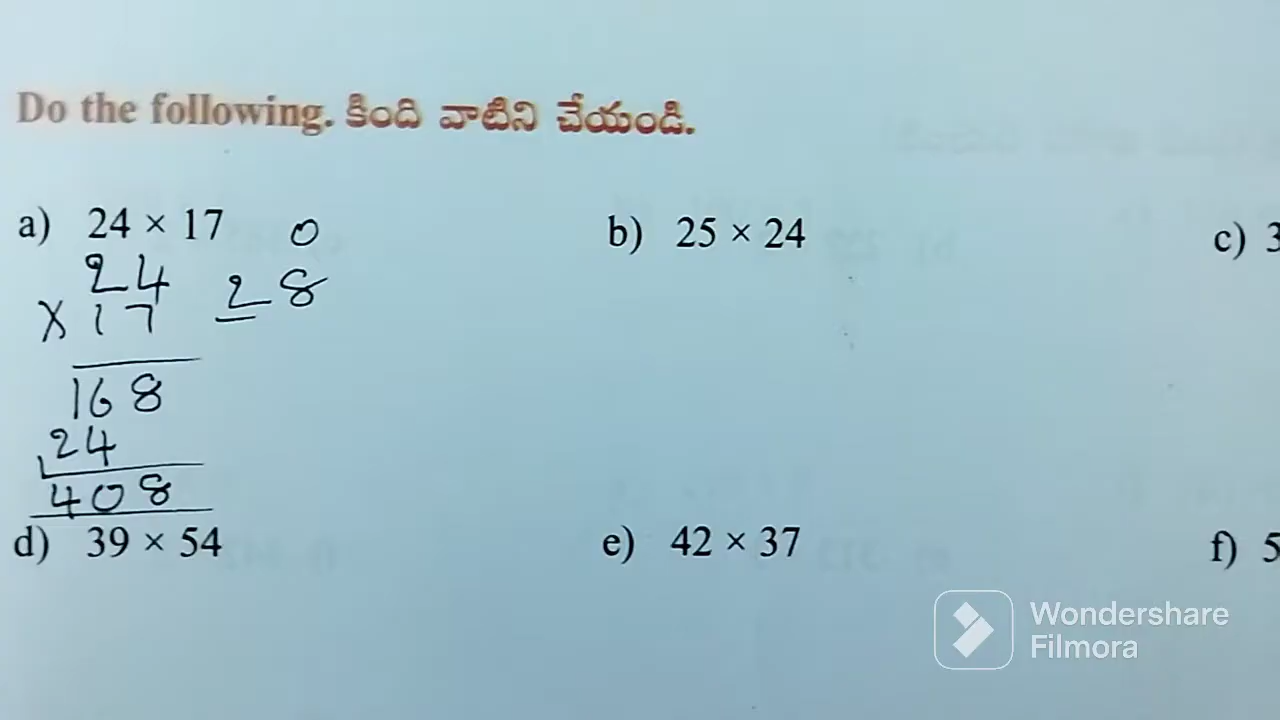 Do the following. కింది వాటిని చేయండి.
a) 24 × 17 0
b) 25 × 24
c) 3
24 28
X 17
168
24
1
408
d) 39 × 54
e) 42 × 37
f) 5
Wondershare
Filmora